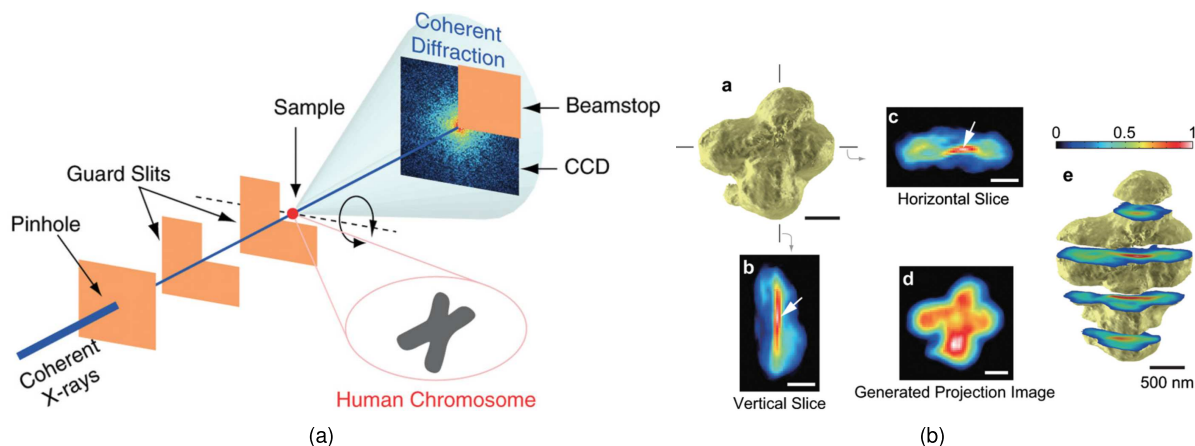 Coherent
Diffraction
Sample
Beamstop
CCD
Guard Slits
Pinhole
Coherent
X-rays
Human Chromosome
(a)
a
c
Horizontal Slice
0 0.5 1
e
b
Vertical Slice
d
Generated Projection Image
500 nm
(b)